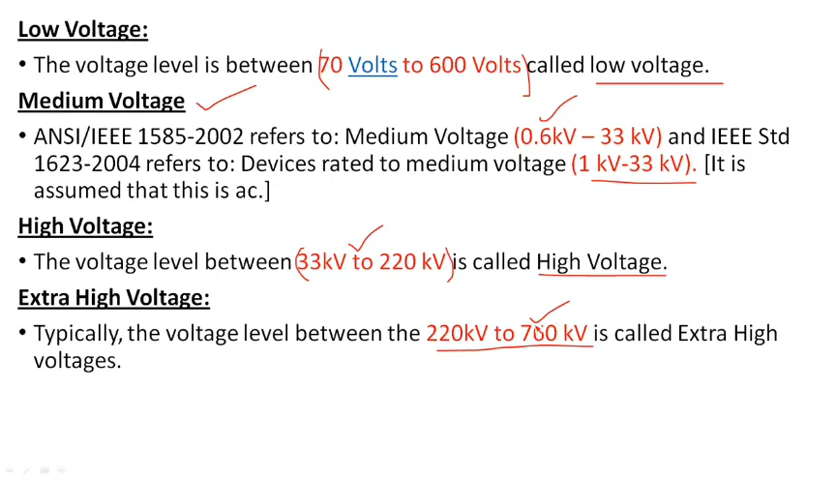 Low Voltage:
• The voltage level is between 70 Volts to 600 Volts called low voltage.
Medium Voltage
• ANSI/IEEE 1585-2002 refers to: Medium Voltage (0.6kV – 33 kV) and IEEE Std
1623-2004 refers to: Devices rated to medium voltage (1 kV-33 kV). [It is
assumed that this is ac.]
High Voltage:
• The voltage level between 33kV to 220 kV is called High Voltage.
Extra High Voltage:
• Typically, the voltage level between the 220kV to 760 kV is called Extra High
voltages.